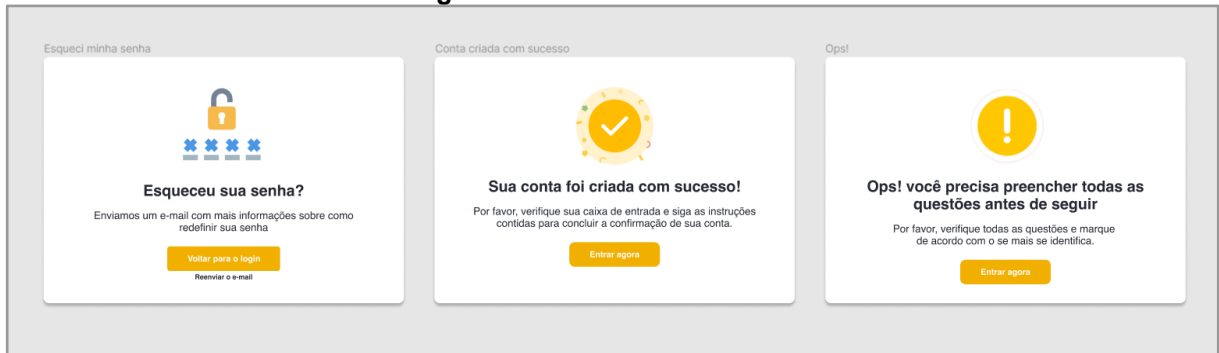 Esqueci minha senha
Esqueceu sua senha?
Enviamos um e-mail com mais informações sobre como
redefinir sua senha
Voltar para o login
Reenviar o e-mail
Conta criada com sucesso
Sua conta foi criada com sucesso!
Por favor, verifique sua caixa de entrada e siga as instruções
contidas para concluir a confirmação de sua conta.
Entrar agora
Ops!
Ops! você precisa preencher todas as
questões antes de seguir
Por favor, verifique todas as questões e marque
de acordo com o se mais se identifica.
Entrar agora